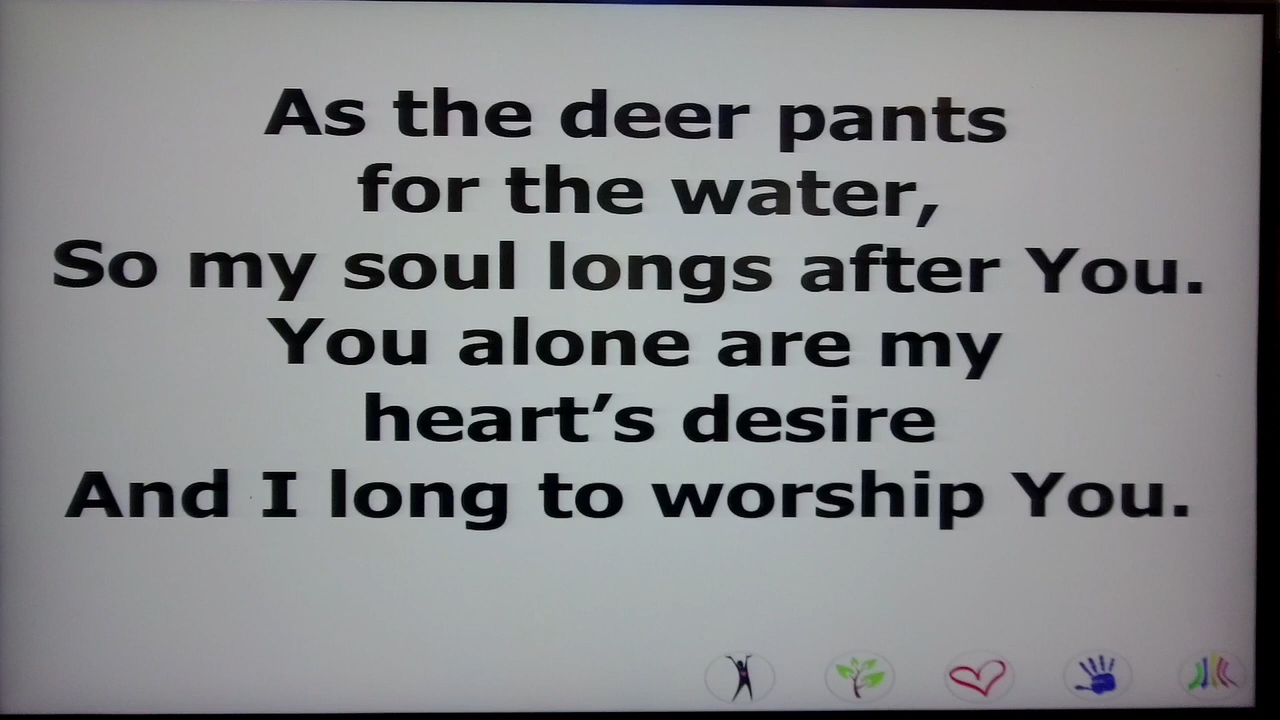 As the deer pants
for the water,
So my soul longs after You.
You alone are my
heart’s desire
And I long to worship You.